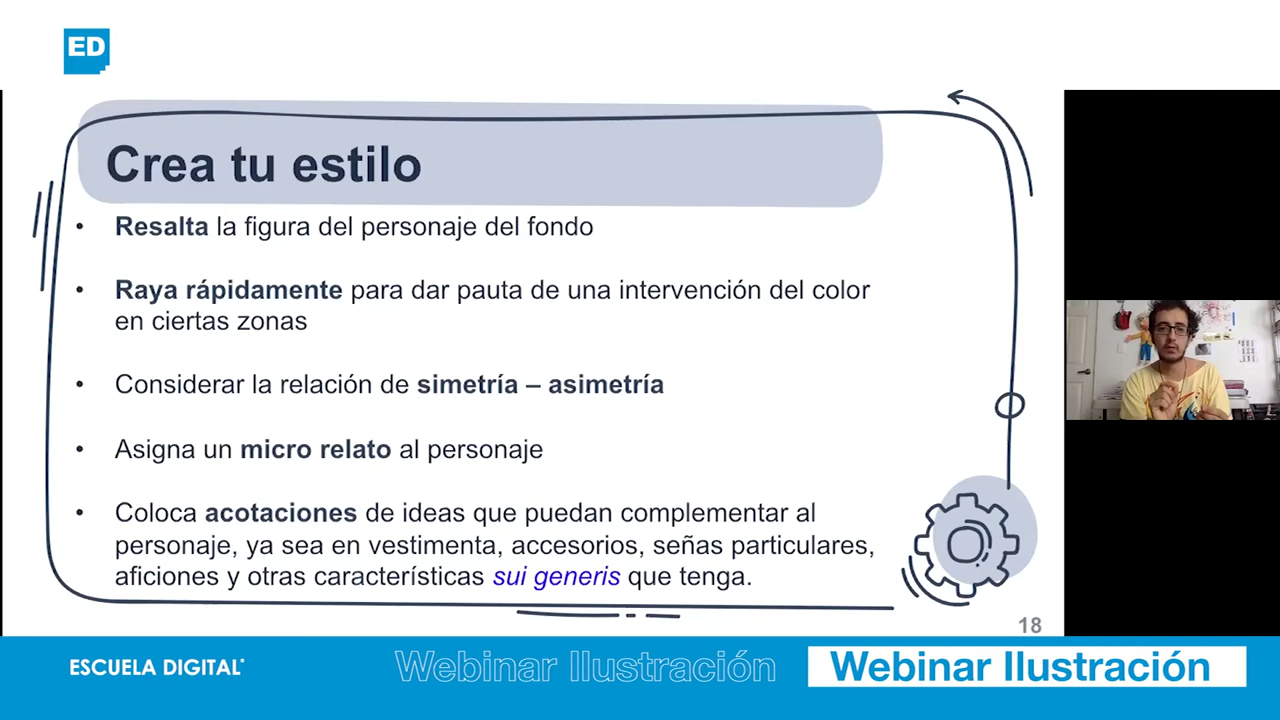 ED
Crea tu estilo
• Resalta la figura del personaje del fondo
• Raya rápidamente para dar pauta de una intervención del color
en ciertas zonas
• Considerar la relación de simetría – asimetría
• Asigna un micro relato al personaje
• Coloca acotaciones de ideas que puedan complementar al
personaje, ya sea en vestimenta, accesorios, señas particulares,
aficiones y otras características sui generis que tenga.
18
ESCUELA DIGITAL
Webinar Ilustración
Webinar Ilustración